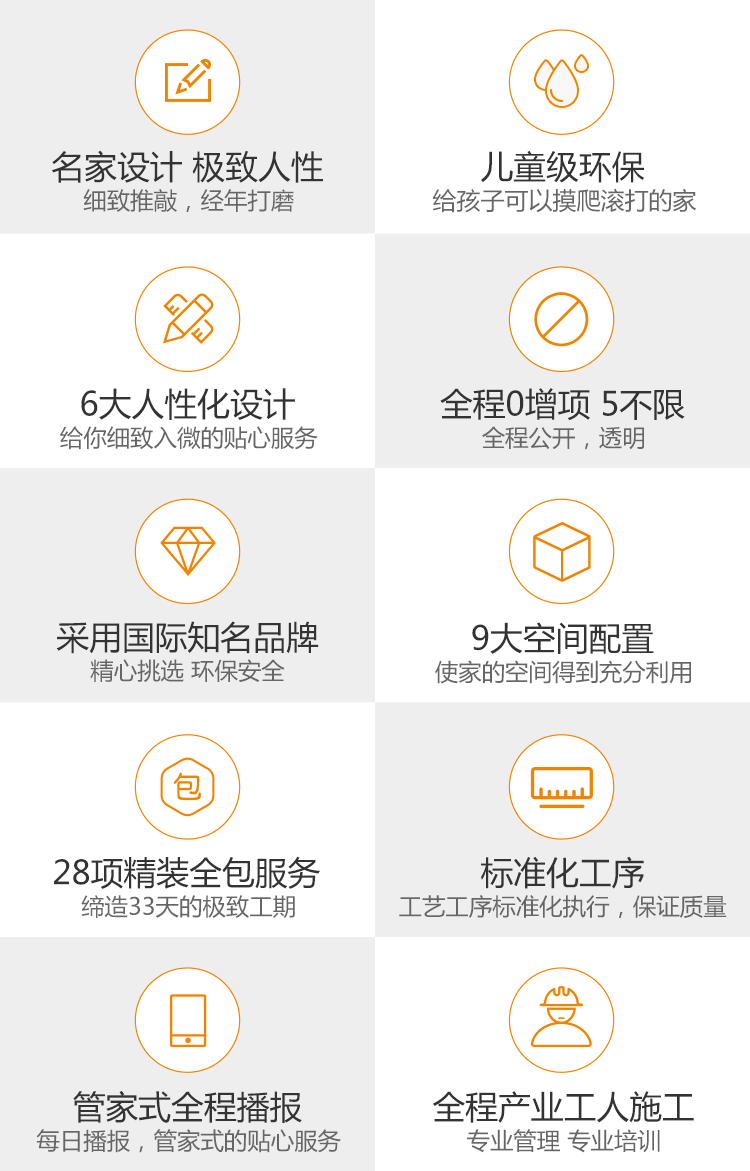 名家设计 极致人性
细致推敲，经年打磨
儿童级环保
给孩子可以摸爬滚打的家
6大人性化设计
给你细致入微的贴心服务
全程0增项 5不限
全程公开，透明
采用国际知名品牌
精心挑选 环保安全
9大空间配置
使家的空间得到充分利用
包
28项精装全包服务
缔造33天的极致工期
标准化工序
工艺工序标准化执行，保证质量
管家式全程播报
每日播报，管家式的贴心服务
全程产业工人施工
专业管理 专业培训